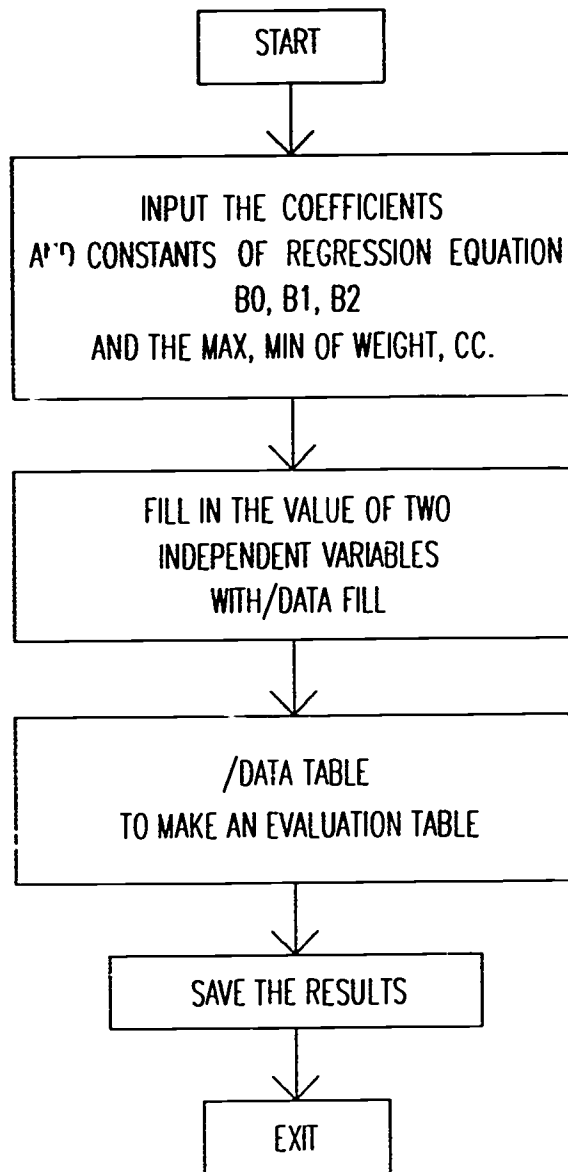 START
INPUT THE COEFFICIENTS
AND CONSTANTS OF REGRESSION EQUATION
B0, B1, B2
AND THE MAX, MIN OF WEIGHT, CC.
FILL IN THE VALUE OF TWO
INDEPENDENT VARIABLES
WITH/DATA FILL
/DATA TABLE
TO MAKE AN EVALUATION TABLE
SAVE THE RESULTS
EXIT